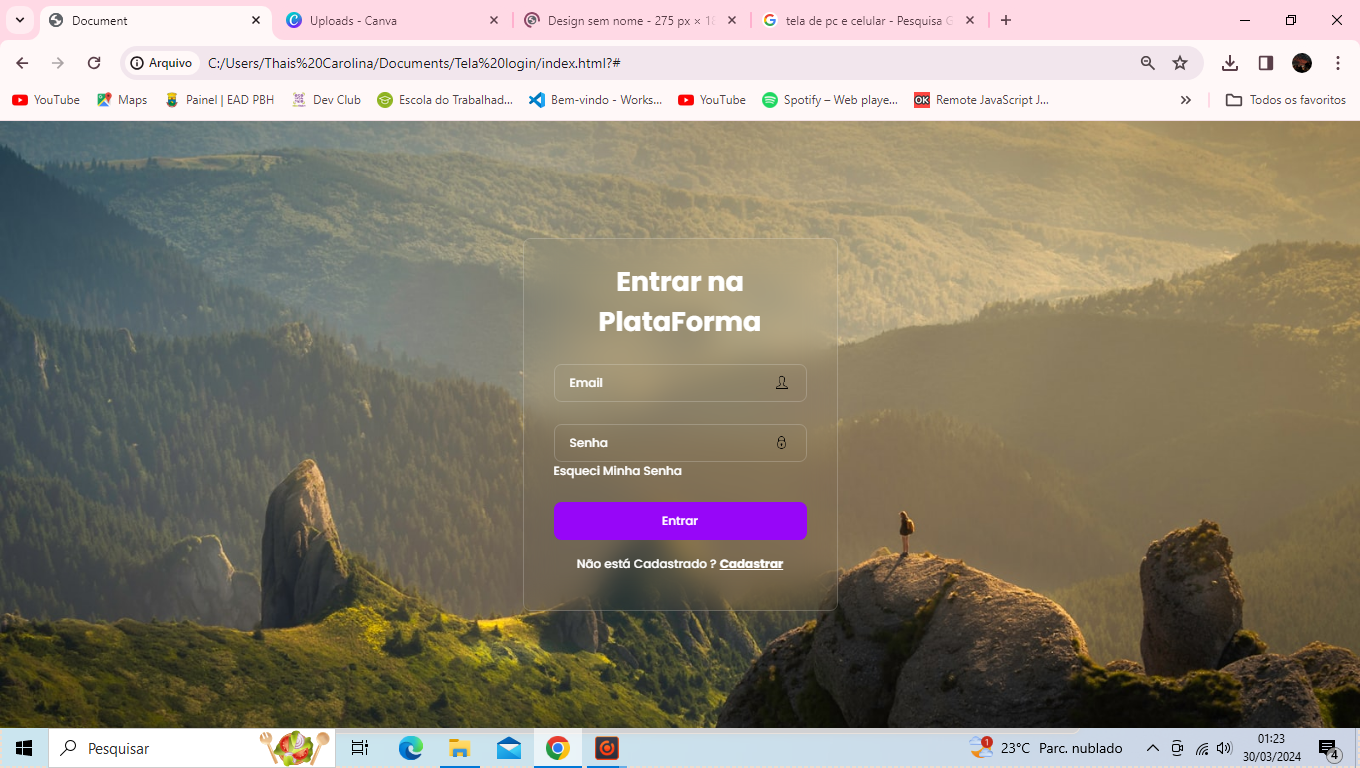 Document
Uploads - Canva
Design sem nome - 275 px × 18
tela de pc e celular - Pesquisa G
Arquivo
C:/Users/Thais%20Carolina/Documents/Tela%20login/index.html?#
YouTube
Maps
Painel | EAD PBH
Dev Club
Escola do Trabalhad...
Bem-vindo - Works...
YouTube
Spotify – Web playe...
OK
Remote JavaScript J...
Todos os favoritos
Entrar na
PlataForma
Email
Senha
Esqueci Minha Senha
Entrar
Não está Cadastrado ? Cadastrar
Pesquisar
1
23°C Parc. nublado
01:23
30/03/2024
4